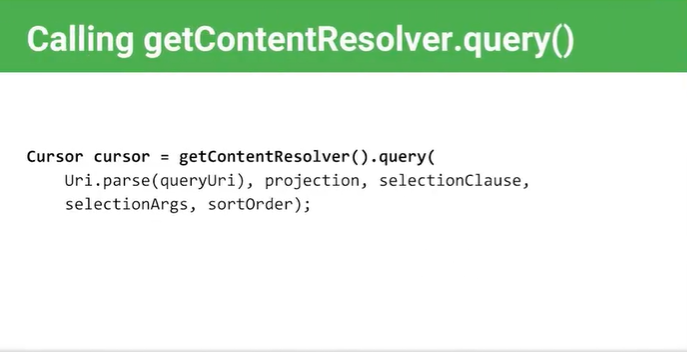 Calling getContentResolver.query()
Cursor cursor = getContentResolver().query(
Uri.parse(queryUri), projection, selectionClause,
selectionArgs, sortOrder);